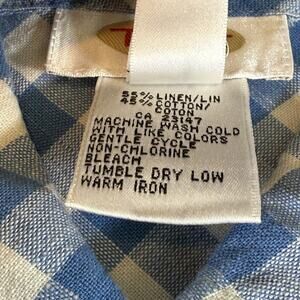 55% LINEN/LIN
45% COTTON/
COTON
CA 23147
MACHINE WASH COLD
WITH LIKE COLORS
GENTLE CYCLE
NON-CHLORINE
BLEACH
TUMBLE DRY LOW
WARM IRON